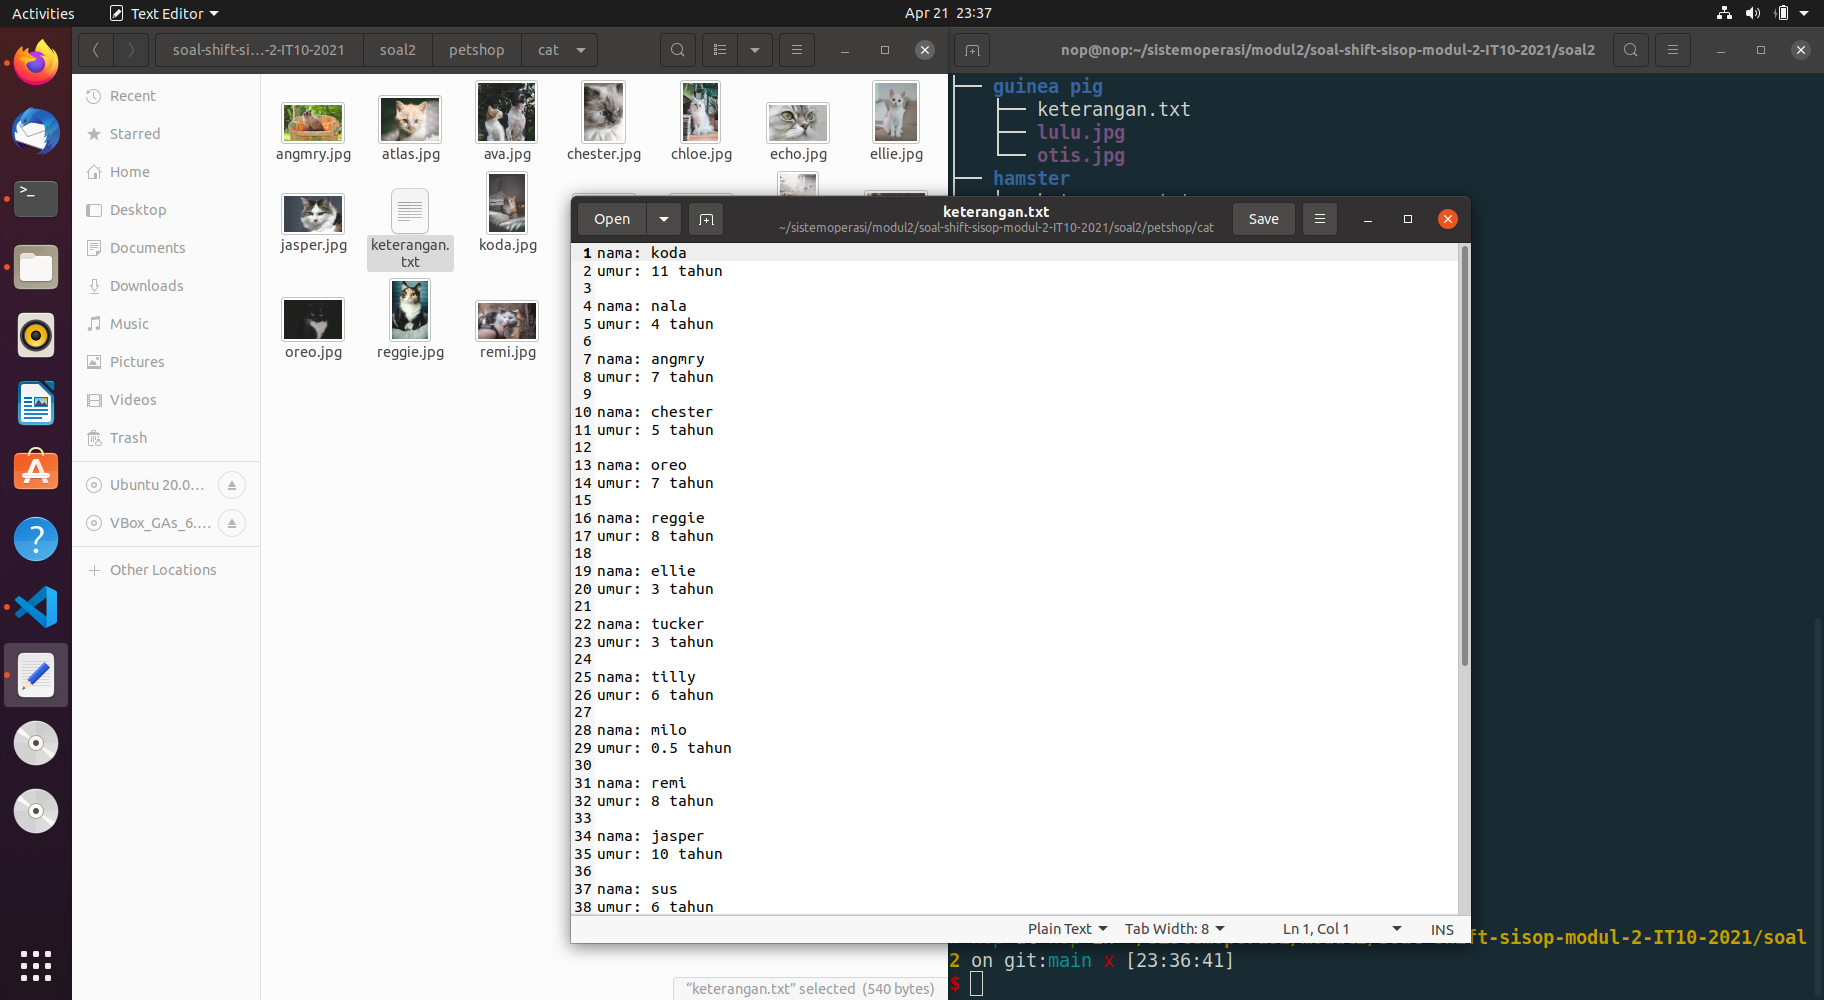 Activities
Text Editor
Apr 21 23:37
soal-shift-si...-2-IT10-2021
soal2
petshop
cat
nop@nop:~/sistemoperasi/modul2/soal-shift-sisop-modul-2-IT10-2021/soal2
Recent
Starred
Home
Desktop
Documents
Downloads
Music
Pictures
Videos
Trash
Ubuntu 20.0...
VBox_GAs_6....
+ Other Locations
angmry.jpg
atlas.jpg
ava.jpg
chester.jpg
chloe.jpg
echo.jpg
ellie.jpg
jasper.jpg
keterangan.
txt
koda.jpg
oreo.jpg
reggie.jpg
remi.jpg
guinea pig
keterangan.txt
lulu.jpg
otis.jpg
hamster
Open
keterangan.txt
~/sistemoperasi/modul2/soal-shift-sisop-modul-2-IT10-2021/soal2/petshop/cat
Save
1 nama: koda
2 umur: 11 tahun
3
4 nama: nala
5 umur: 4 tahun
6
7 nama: angmry
8 umur: 7 tahun
9
10 nama: chester
11 umur: 5 tahun
12
13 nama: oreo
14 umur: 7 tahun
15
16 nama: reggie
17 umur: 8 tahun
18
19 nama: ellie
20 umur: 3 tahun
21
22 nama: tucker
23 umur: 3 tahun
24
25 nama: tilly
26 umur: 6 tahun
27
28 nama: milo
29 umur: 0.5 tahun
30
31 nama: remi
32 umur: 8 tahun
33
34 nama: jasper
35 umur: 10 tahun
36
37 nama: sus
38 umur: 6 tahun
Plain Text
Tab Width: 8
Ln 1, Col 1
INS
ft-sisop-modul-2-IT10-2021/soal
2 on git:main x [23:36:41]
$
"keterangan.txt" selected (540 bytes)